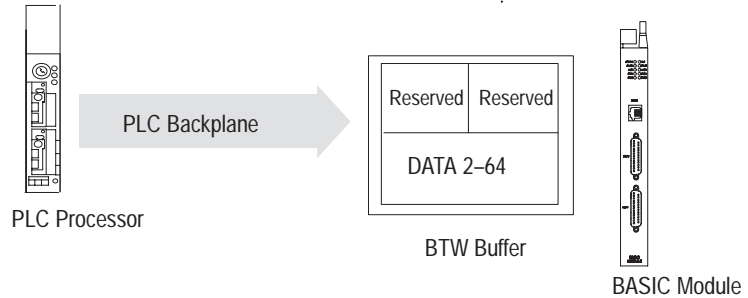 Reserved Reserved
PLC Backplane
DATA 2–64
PLC Processor
BTW Buffer
BASIC Module